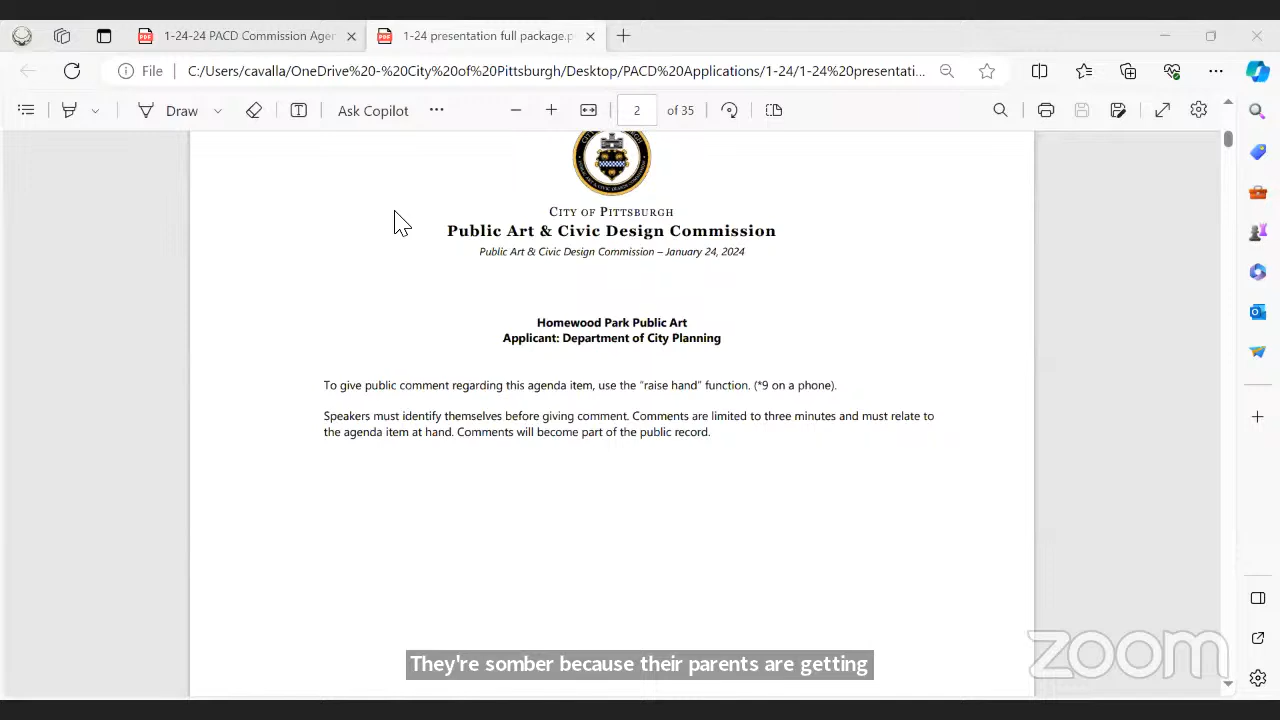 1-24-24 PACD Commission Ager
1-24 presentation full package.p
File
C:/Users/cavalla/OneDrive%20-%20City%20of%20Pittsburgh/Desktop/PACD%20Applications/1-24/1-24%20presentati...
Draw
Ask Copilot
2
of 35
CITY OF PITTSBURGH
Public Art & Civic Design Commission
Public Art & Civic Design Commission – January 24, 2024
Homewood Park Public Art
Applicant: Department of City Planning
To give public comment regarding this agenda item, use the "raise hand" function. (*9 on a phone).
Speakers must identify themselves before giving comment. Comments are limited to three minutes and must relate to
the agenda item at hand. Comments will become part of the public record.
They're somber because their parents are getting
zoom